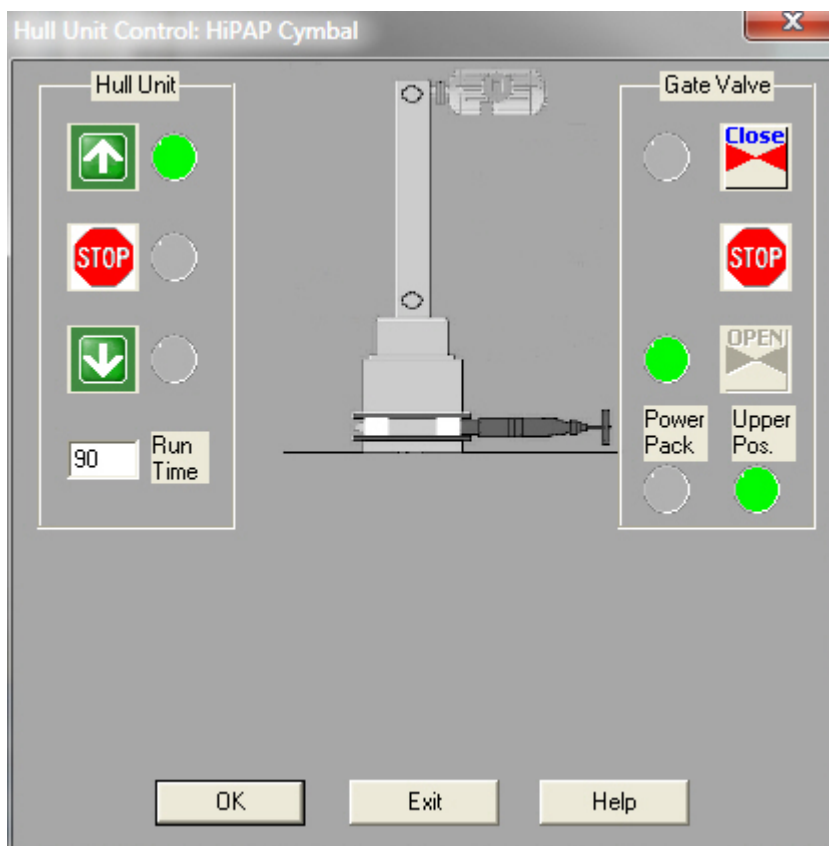 Hull Unit Control: HiPAP Cymbal
X
Hull Unit
STOP
90
Run
Time
Gate Valve
Close
STOP
OPEN
Power
Pack
Upper
Pos.
OK
Exit
Help